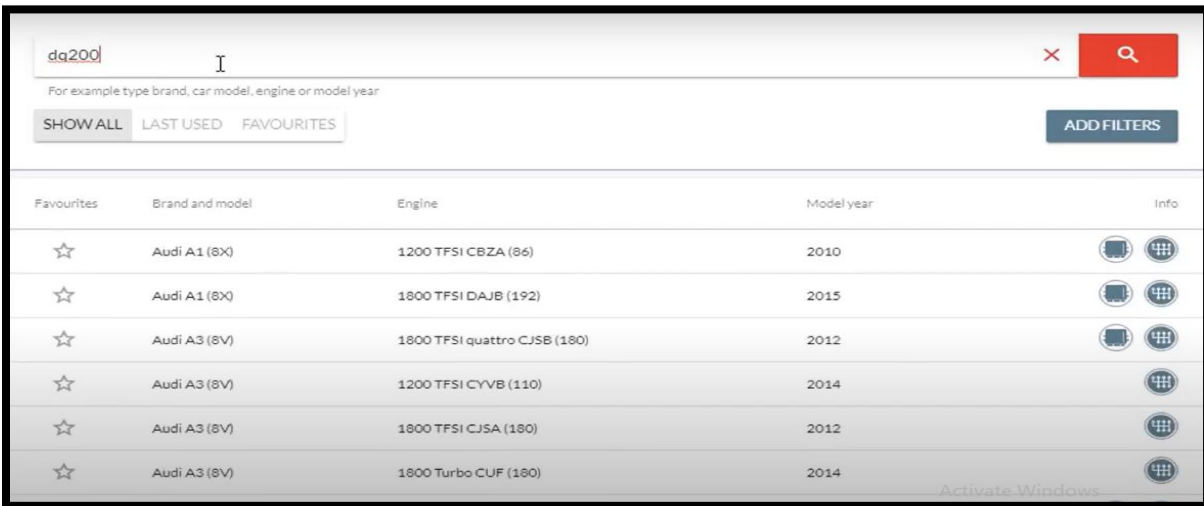 dq200
For example type brand, car model, engine or model year
SHOW ALL LAST USED FAVOURITES ADD FILTERS
Favourites Brand and model Engine Model year Info
Audi A1 (8X) 1200 TFSI CBZA (86) 2010
Audi A1 (8X) 1800 TFSI DAJB (192) 2015
Audi A3 (8V) 1800 TFSI quattro CJSB (180) 2012
Audi A3 (8V) 1200 TFSI CYVB (110) 2014
Audi A3 (8V) 1800 TFSI CJSA (180) 2012
Audi A3 (8V) 1800 Turbo CUF (180) 2014
Activate Windows